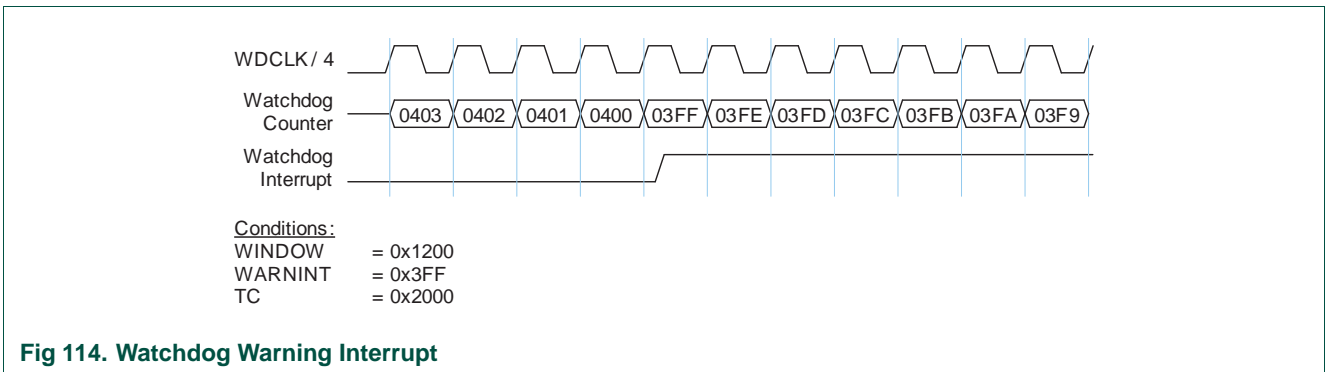 WDCLK / 4
Watchdog
Counter
0403 0402 0401 0400 03FF 03FE 03FD 03FC 03FB 03FA 03F9
Watchdog
Interrupt
Conditions:
WINDOW = 0x1200
WARNINT = 0x3FF
TC = 0x2000
Fig 114. Watchdog Warning Interrupt